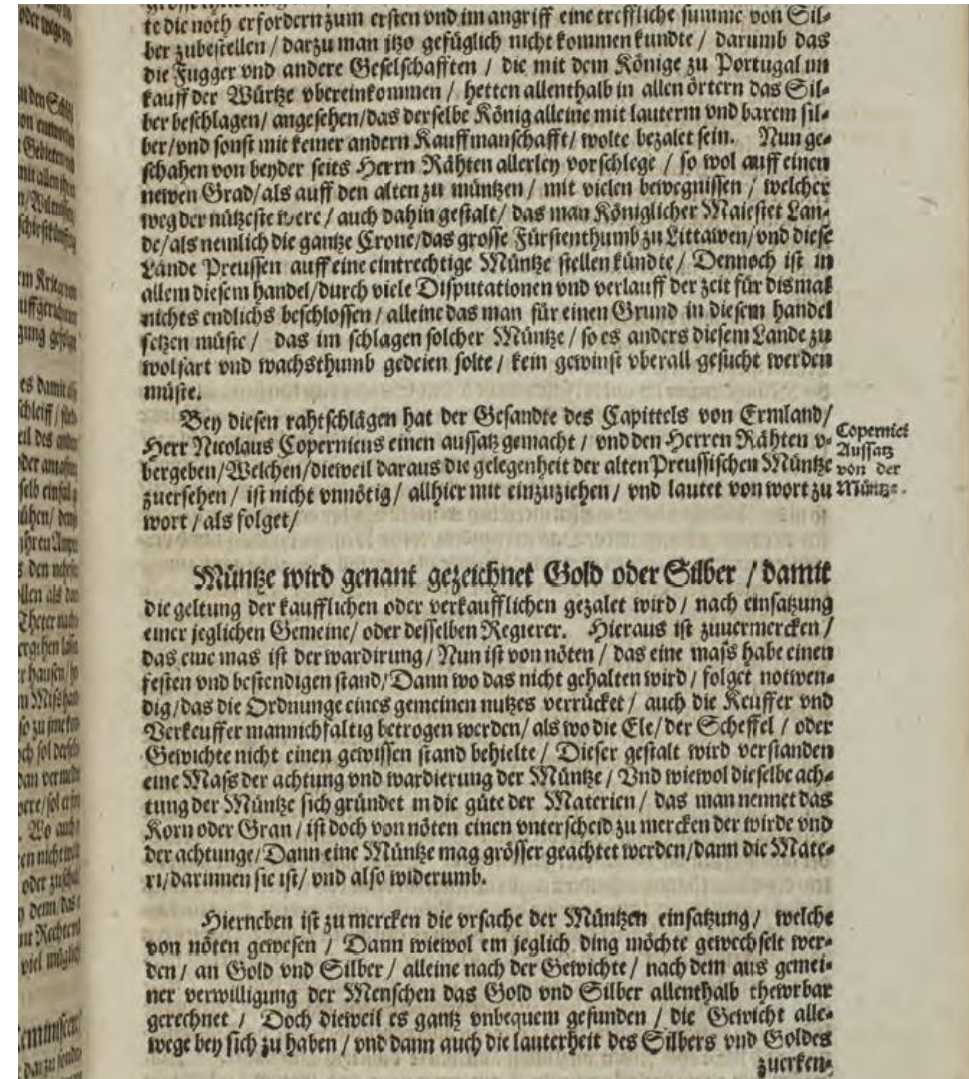 te die noth erfordern zum ersten vnd im angriff eine treffliche summe von Sil-
ber zubestellen / darzu man jtzo gefüglich nicht kommen kundte / darumb das
die Fugger vnd andere Geselschafften / die mit dem Könige zu Portugal im
kauff der Würtze vbereinkommen / hetten allenthalb in allen örtern das Sil-
ber beschlagen / angesehen/das derselbe König alleine mit lauterm vnd barem sil-
ber/vnd sonst mit keiner andern Kauffmanschafft/ wolte bezalet sein. Nun ge-
schahen von beyder seits Herrn Rähten allerley vorschlege / so wol auff einen
newen Grad/als auff den alten zu müntzen / mit vielen bewegnissen / welcher
weg der nützeste were / auch dahin gestalt/ das man Königlicher Maiestet Lan-
de/als nemlich die gantze Crone/das grosse Fürstenthumb zu Littawen/vnd diese
Lande Preussen auff eine eintrechtige Müntze stellen kündte / Dennoch ist in
allem diesem handel/durch viele Disputationen vnd verlauff der zeit für dismal
nichts endlichs beschlossen / alleine das man für einen Grund in diesem handel
setzen müste / das im schlagen solcher Müntze / so es anders diesem Lande zu
wolfart vnd wachsthumb gedeien solte / kein gewinst vberall gesucht werden
müste.
Bey diesen rahtschlägen hat der Gesandte des Capittels von Ermland/
Herr Nicolaus Copernicus einen auffsatz gemacht / vnd den Herren Rähten v-
bergeben/Welchen/dieweil daraus die gelegenheit der alten Preussischen Müntze
zuersehen / ist nicht vnnötig / allhier mit einzuziehen / vnd lautet von wort zu
wort / als folget/
Copernici
Auffsatz
von der
Müntze.
Müntze wird genant gezeichnet Gold oder Silber / damit
die geltung der kaufflichen oder verkaufflichen gezalet wird / nach einsatzung
einer jeglichen Gemeine/ oder desselben Regierer. Hieraus ist zuuermercken /
das eine mas ist der wardirung / Nun ist von nöten / das eine mass habe einen
festen vnd bestendigen stand/Dann wo das nicht gehalten wird / folget notwen-
dig/das die Ordnunge eines gemeinen nutzes verrücket / auch die Keuffer vnd
Verkeuffer mannichfaltig betrogen werden/ als wo die Ele/der Scheffel / oder
Gewichte nicht einen gewissen stand behielte / Dieser gestalt wird verstanden
eine Mass der achtung vnd wardierung der Müntze / Vnd wiewol dieselbe ach-
tung der Müntze sich gründet in die güte der Materien / das man nennet das
Korn oder Gran / ist doch von nöten einen vnterscheid zu mercken der wirde vnd
der achtunge/Dann eine Müntze mag grösser geachtet werden/dann die Mate-
ri/darinnen sie ist/ vnd also widerumb.
Hierneben ist zu mercken die vrsache der Müntzen einsatzung / welche
von nöten gewesen / Dann wiewol ein jeglich ding möchte gewechselt wer-
den / an Gold vnd Silber / alleine nach der Gewichte / nach dem aus gemei-
ner verwilligung der Menschen das Gold vnd Silber allenthalb thewrbar
gerechnet / Doch dieweil es gantz vnbequem gefunden / die Gewicht alle-
wege bey sich zu haben / vnd dann auch die lauterheit des Silbers vnd Goldes
zuerken-